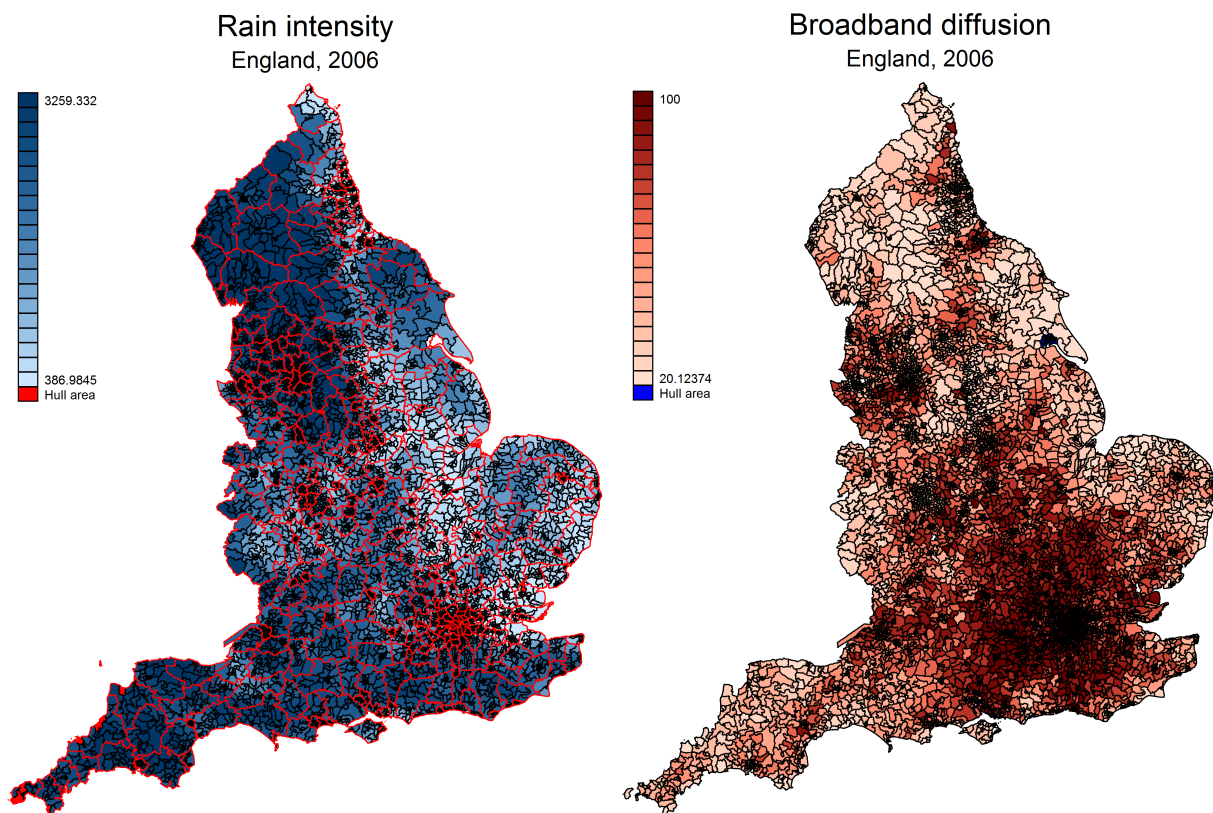 Rain intensity
England, 2006
3259.332
386.9845
Hull area
Broadband diffusion
England, 2006
100
20.12374
Hull area